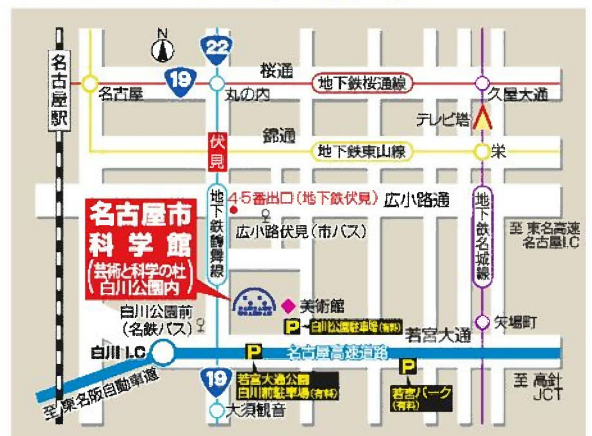 N
22
19
桜通
地下鉄桜通線
名古屋駅
名古屋
丸の内
久屋大通
テレビ塔
錦通
伏見
地下鉄東山線
栄
4・5番出口(地下鉄伏見)
広小路通
名古屋市
科学館
(芸術と科学の杜
白川公園内)
地下鉄鶴舞線
広小路伏見(市バス)
地下鉄名城線
至 東名高速
名古屋I.C
白川公園前
(名鉄バス)
美術館
P 白川公園駐車場(有料)
若宮大通
矢場町
白川 I.C
名古屋高速道路
P
若宮大通公園
白川前駐車場(有料)
P
若宮パーク
(有料)
至 高針
JCT
至 東名阪自動車道
19
大須観音